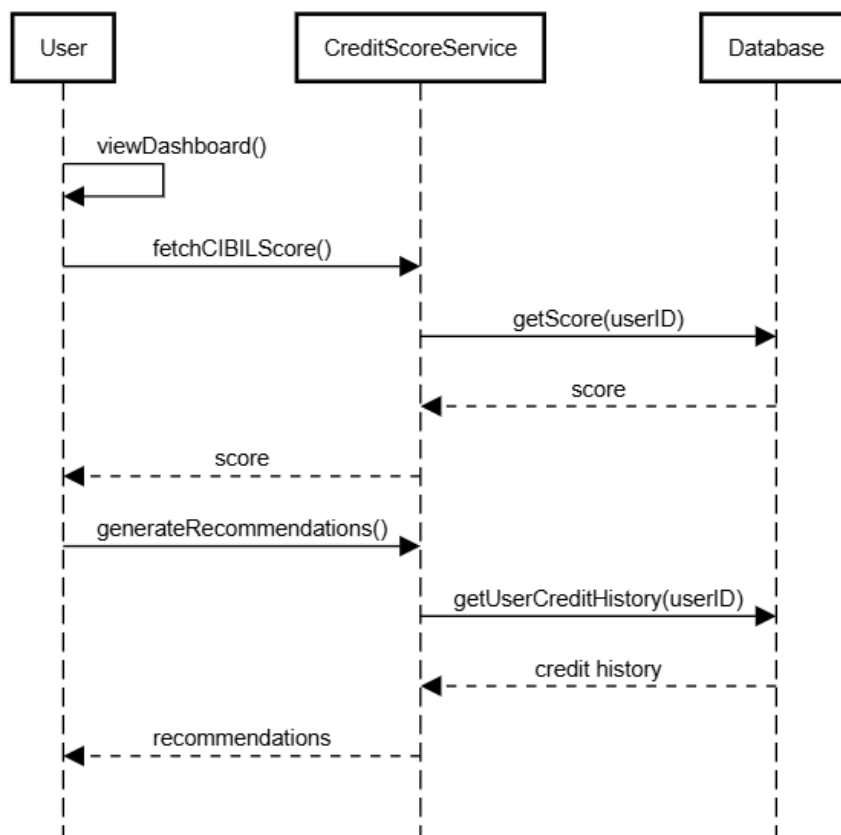 User
CreditScoreService
Database
viewDashboard()
fetchCIBILScore()
getScore(userID)
score
score
generateRecommendations()
getUserCreditHistory(userID)
credit history
recommendations